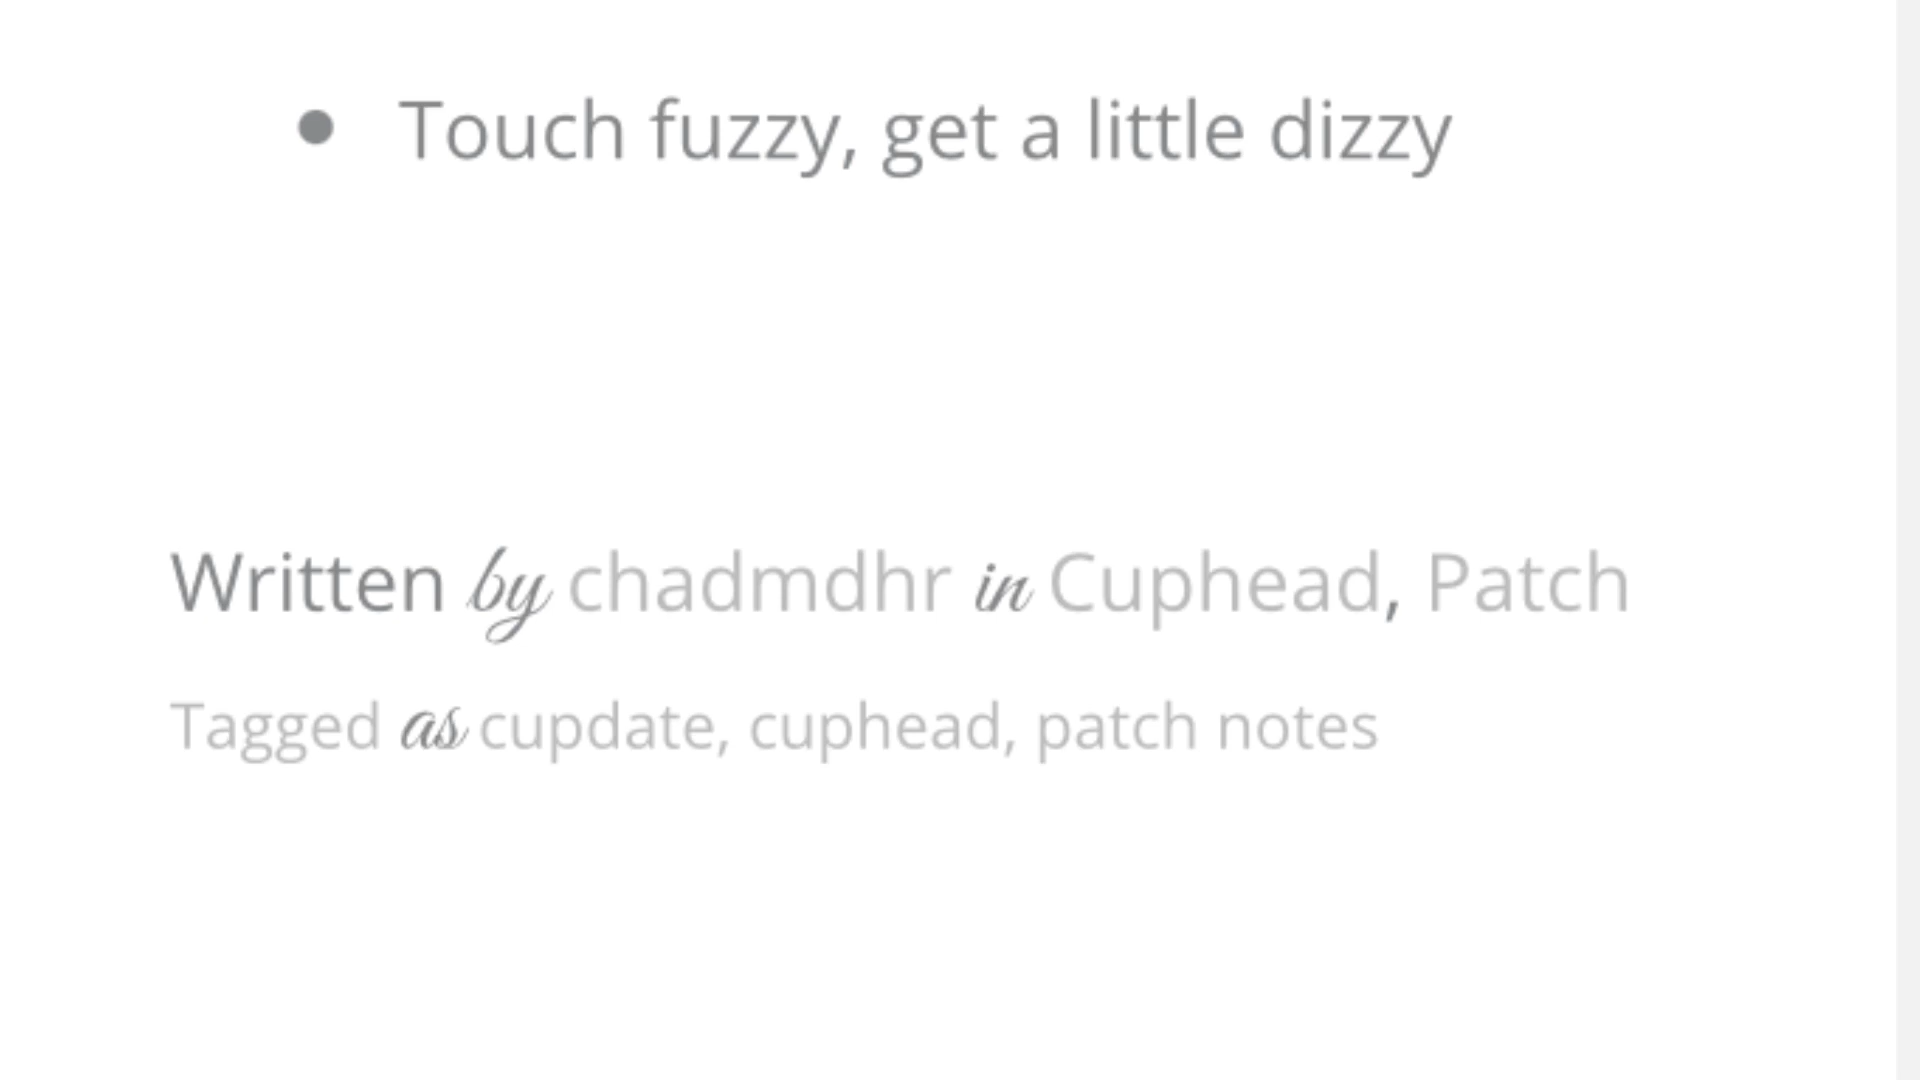 • Touch fuzzy, get a little dizzy
Written by chadmdhr in Cuphead, Patch
Tagged as cupdate, cuphead, patch notes